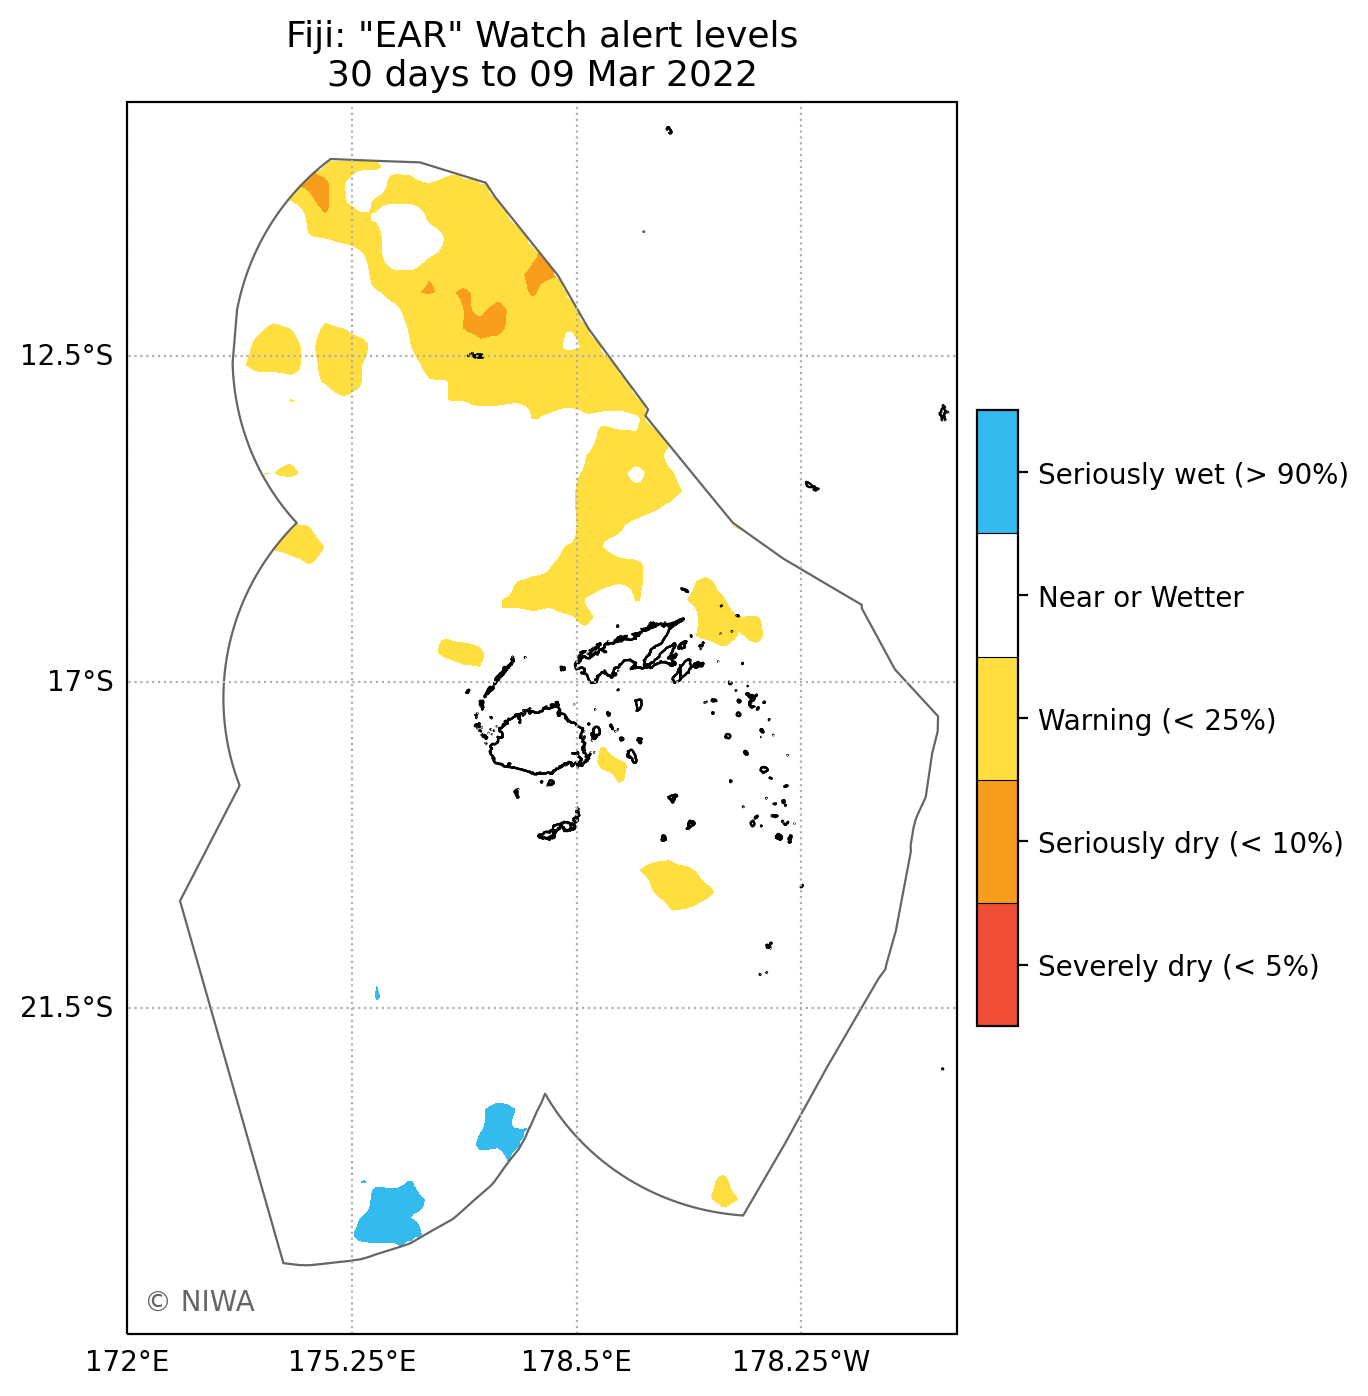 Fiji: "EAR" Watch alert levels
30 days to 09 Mar 2022
12.5°S
17°S
21.5°S
172°E
175.25°E
178.5°E
178.25°W
Seriously wet (> 90%)
Near or Wetter
Warning (< 25%)
Seriously dry (< 10%)
Severely dry (< 5%)
© NIWA